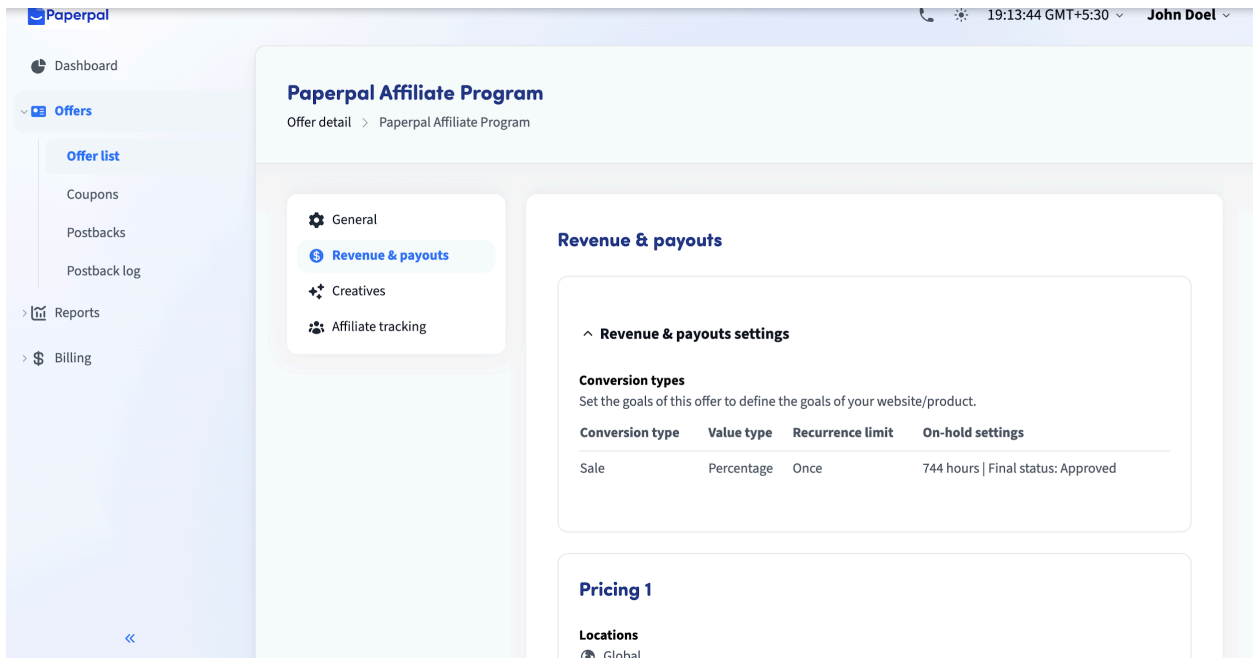 Paperpal
19:13:44 GMT+5:30
John Doel
Dashboard
Offers
Offer list
Coupons
Postbacks
Postback log
Reports
Billing
Paperpal Affiliate Program
Offer detail > Paperpal Affiliate Program
General
Revenue & payouts
Creatives
Affiliate tracking
Revenue & payouts
Revenue & payouts settings
Conversion types
Set the goals of this offer to define the goals of your website/product.
Conversion type Value type Recurrence limit On-hold settings
Sale Percentage Once 744 hours | Final status: Approved
Pricing 1
Locations
Global